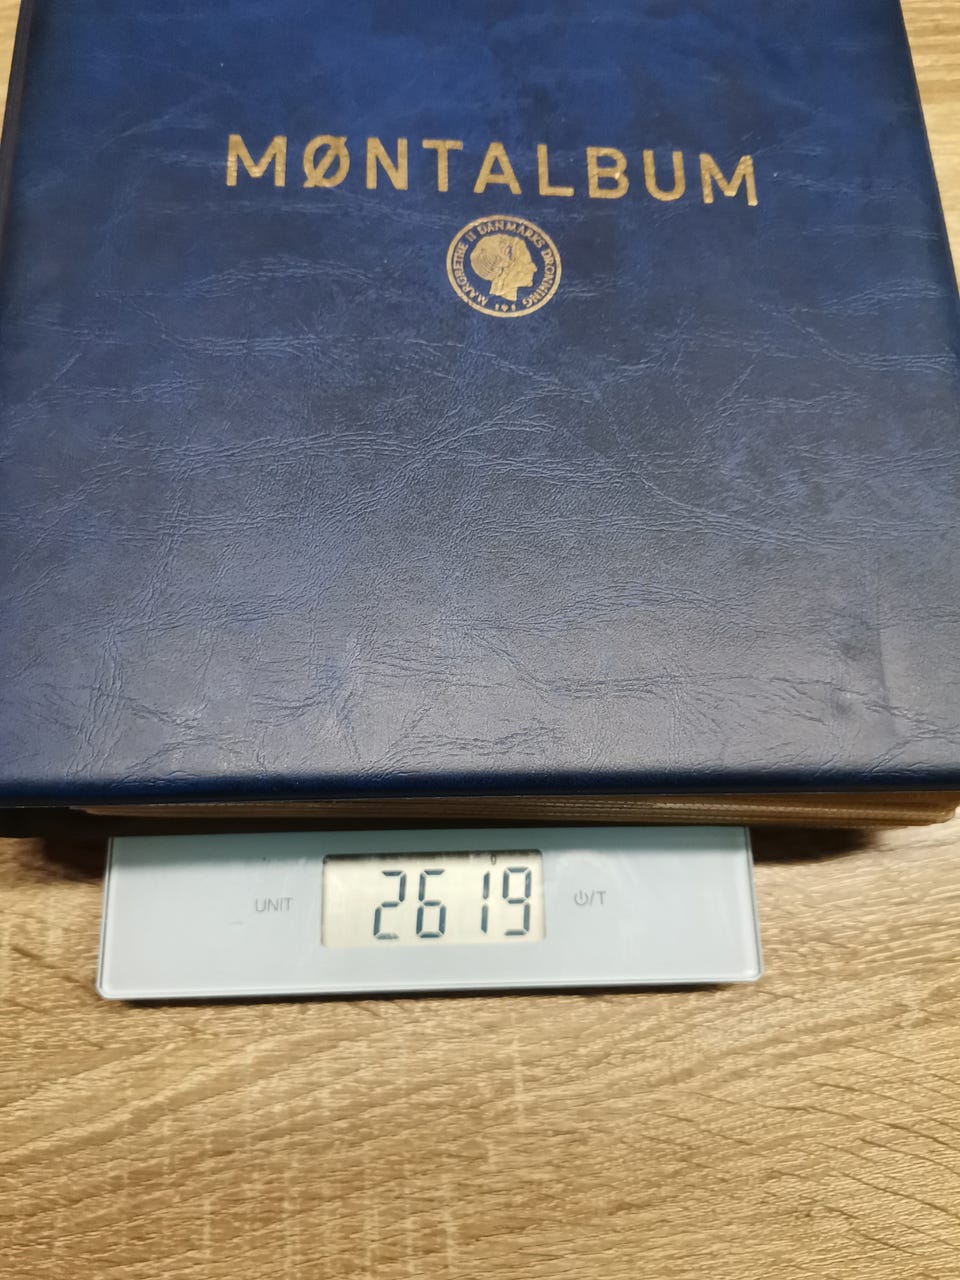 MØNTALBUM
MARGRETHE II DANMARKS DRONNING
UNIT
2619
⏻/T